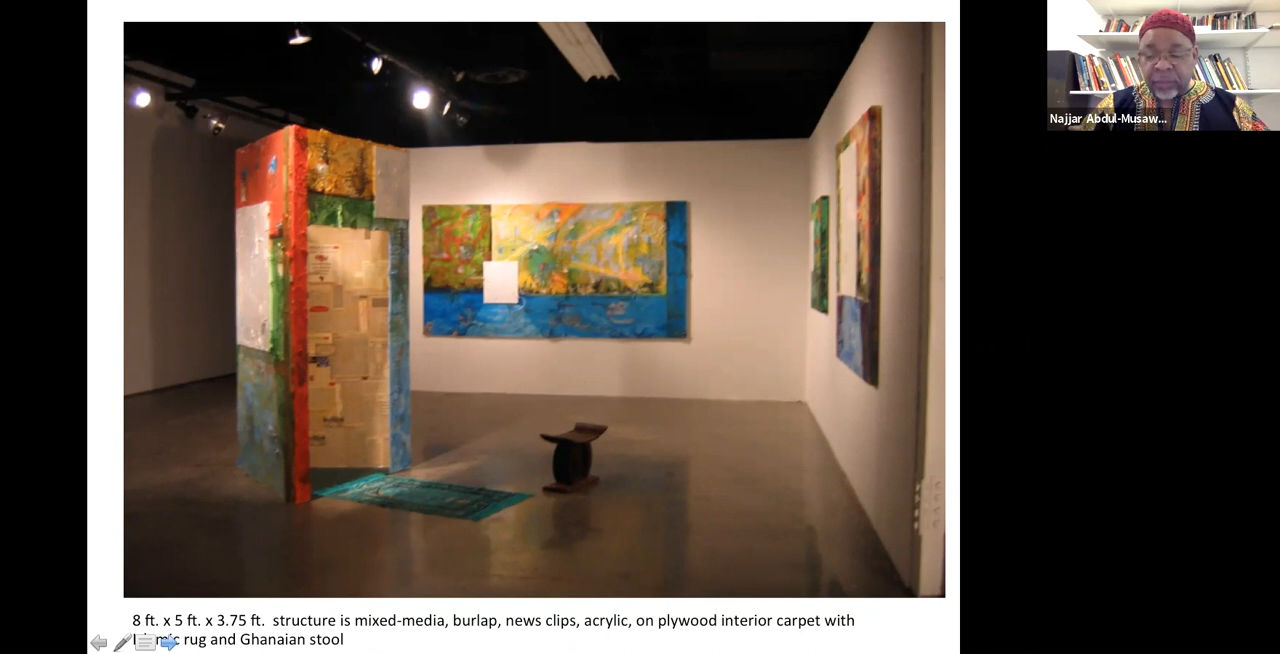 Najjar Abdul-Musaw...
8 ft. x 5 ft. x 3.75 ft.  structure is mixed-media, burlap, news clips, acrylic, on plywood interior carpet with
rug and Ghanaian stool